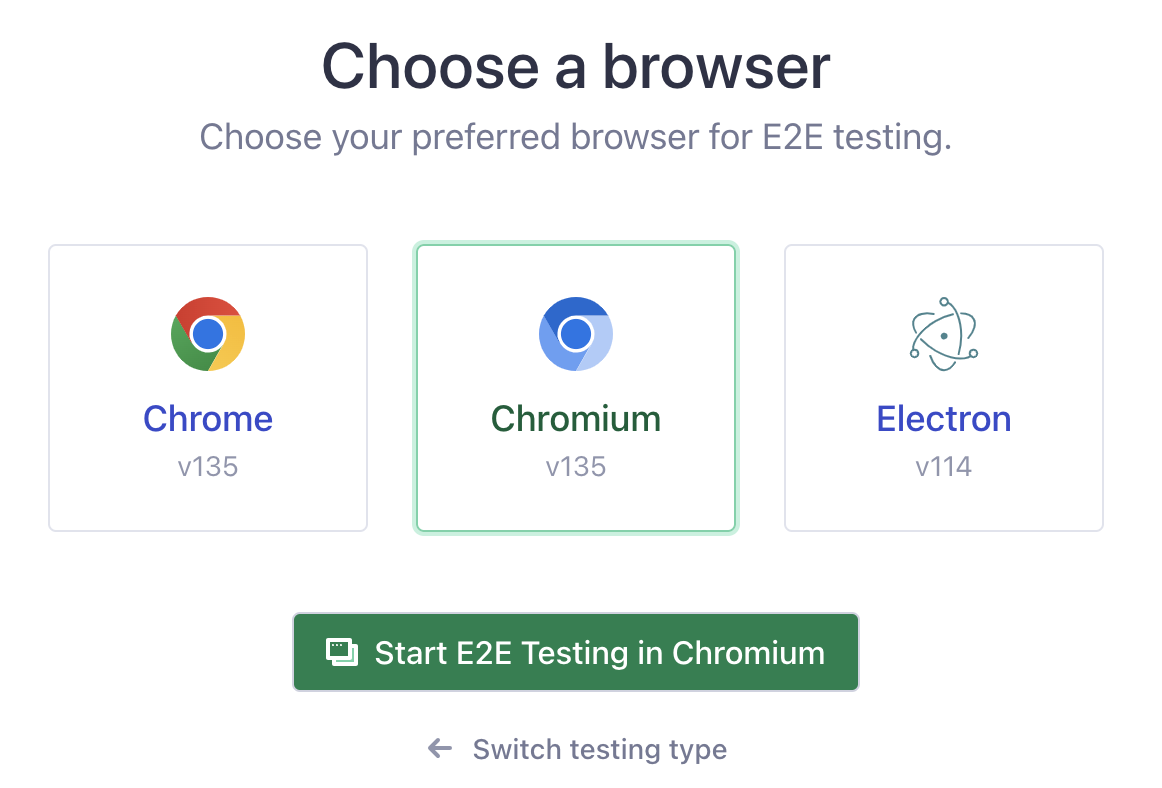 Choose a browser
Choose your preferred browser for E2E testing.
Chrome
v135
Chromium
v135
Electron
v114
Start E2E Testing in Chromium
Switch testing type